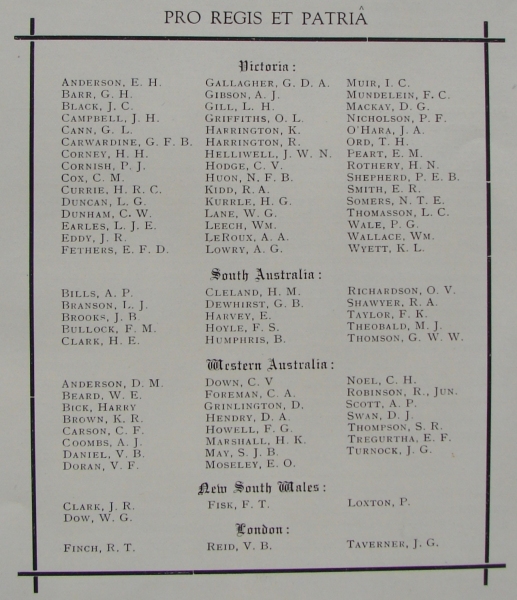 PRO REGIS ET PATRIÂ
Victoria:
ANDERSON, E. H. GALLAGHER, G. D. A. MUIR, I. C.
BARR, G. H. GIBSON, A. J. MUNDELEIN, F. C.
BLACK, J, C. GILL, L. H. MACKAY, D. G.
CAMPBELL, J. H. GRIFFITHS, O. L. NICHOLSON, P. F.
CANN, G. L. HARRINGTON, K. O'HARA, J. A.
CARWARDINE, G. F. B. HARRINGTON, R. ORD, T. H.
CORNEY, H. H. HELLIWELL, J. W. N. PEART, E. M.
CORNISH, P. J. HODGE, C. V. ROTHERY, H. N.
COX, C. M. HUON, N. F. B. SHEPHERD, P. E. B.
CURRIE, H. R. C. KIDD, R. A. SMITH, E. R.
DUNCAN, L. G. KURRLE, H. G. SOMERS, N. T. E.
DUNHAM, C. W. LANE, W. G. THOMASSON, L. C.
EARLES, L. J. E. LEECH, WM. WALE, P. G.
EDDY, J. R. LEROUX, A. A. WALLACE, WM.
FETHERS, E. F. D. LOWRY, A. G. WYETT, K. L.
South Australia:
BILLS, A. P. CLELAND, H. M. RICHARDSON, O. V.
BRANSON, L. J. DEWHIRST, G. B. SHAWYER, R. A.
BROOKS, J. B HARVEY, E. TAYLOR, F. K.
BULLOCK, F. M. HOYLE, F. S. THEOBALD, M. J.
CLARK, H. E. HUMPHRIS, B. THOMSON, G. W. W.
Western Australia:
ANDERSON, D. M. DOWN, C. V NOEL, C. H.
BEARD, W. E. FOREMAN, C. A. ROBINSON, R., JUN.
BICK, HARRY GRINLINGTON, D. SCOTT, A. P.
BROWN, K. R. HENDRY, D. A. SWAN, D. J.
CARSON, C. F. HOWELL, F. G. THOMPSON, S. R.
COOMBS, A. J. MARSHALL, H. K. TREGURTHA, E. F.
DANIEL, V. B. MAY, S. J. B. TURNOCK, J. G.
DORAN, V. F. MOSELEY, E. O.
New South Wales:
CLARK, J. R. FISK, F. T. LOXTON, P.
DOW, W. G.
London:
FINCH, R. T. REID, V. B. TAVERNER, J. G.